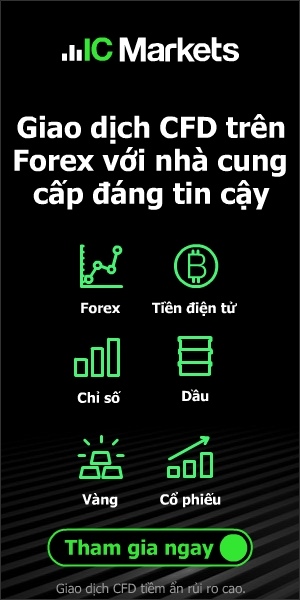 IC Markets
Giao dịch CFD trên
Forex với nhà cung
cấp đáng tin cậy
Forex
Tiền điện tử
Chỉ số
Dầu
Vàng
Cổ phiếu
Tham gia ngay
Giao dịch CFD tiềm ẩn rủi ro cao.